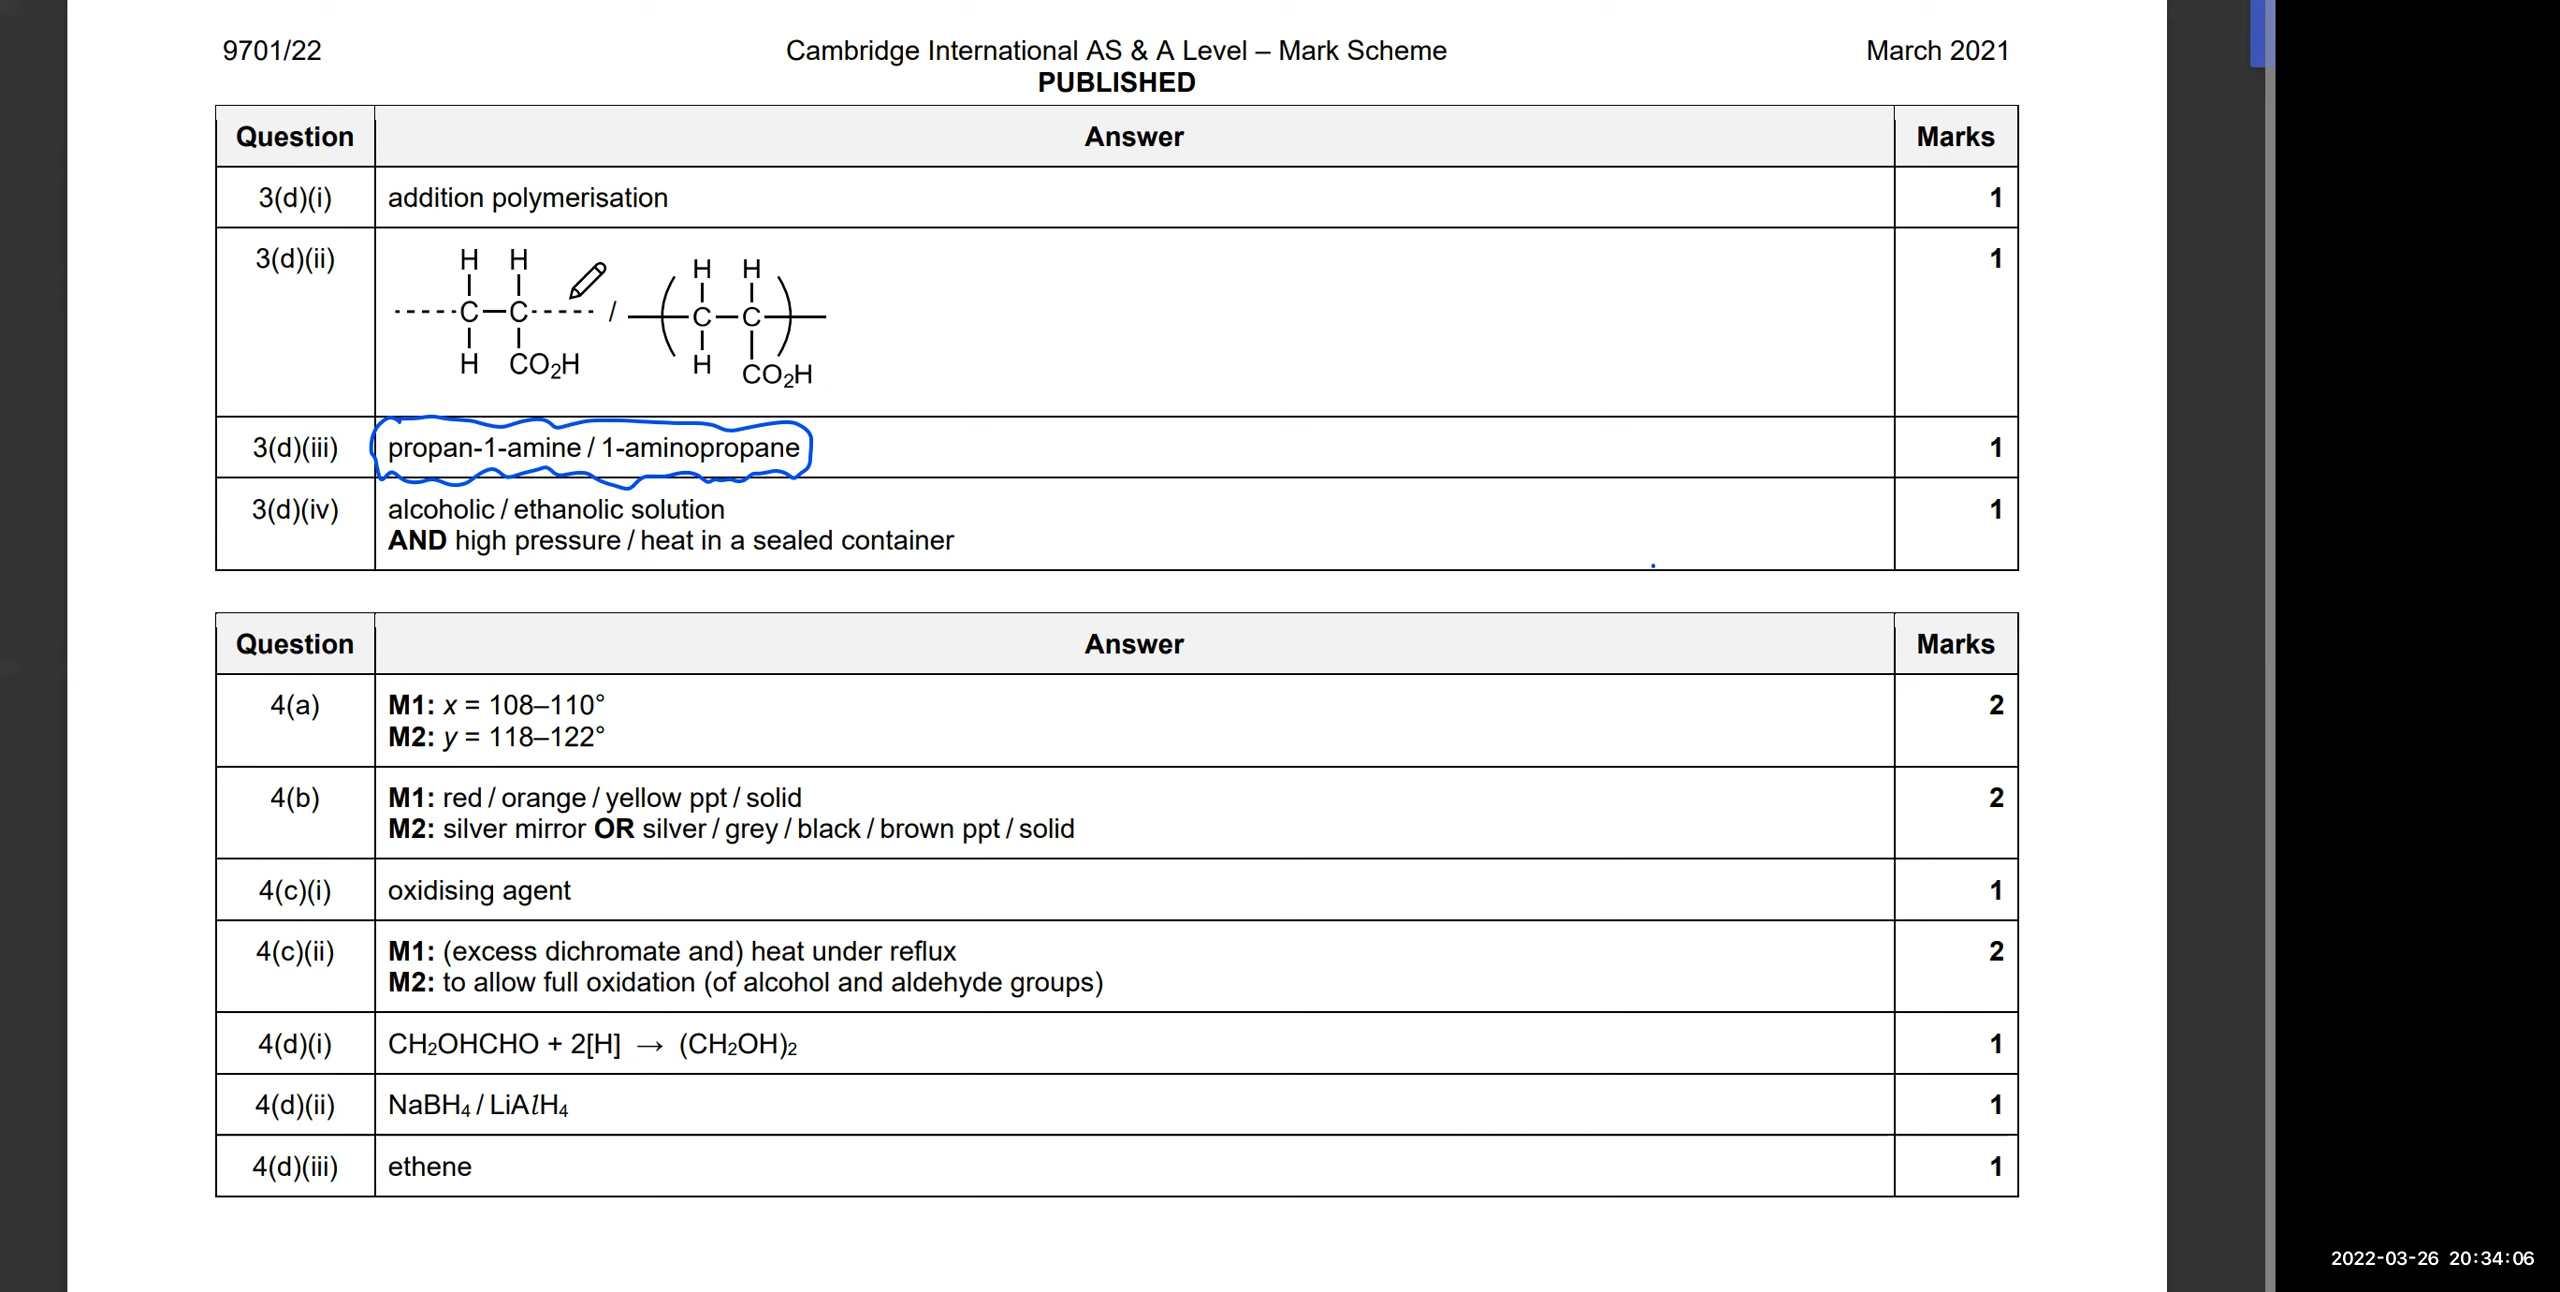 9701/22 Cambridge International AS & A Level – Mark Scheme March 2021
PUBLISHED
Question Answer Marks
3(d)(i) addition polymerisation 1
3(d)(ii) 1
H H
C—C /
H CO₂H
H H
C—C
H CO₂H
3(d)(iii) propan-1-amine / 1-aminopropane 1
3(d)(iv) alcoholic / ethanolic solution 1
AND high pressure / heat in a sealed container
Question Answer Marks
4(a) M1: x = 108–110° 2
M2: y = 118–122°
4(b) M1: red / orange / yellow ppt / solid 2
M2: silver mirror OR silver / grey / black / brown ppt / solid
4(c)(i) oxidising agent 1
4(c)(ii) M1: (excess dichromate and) heat under reflux 2
M2: to allow full oxidation (of alcohol and aldehyde groups)
4(d)(i) CH₂OHCHO + 2[H] → (CH₂OH)₂ 1
4(d)(ii) NaBH₄ / LiAlH₄ 1
4(d)(iii) ethene 1
2022-03-26 20:34:06